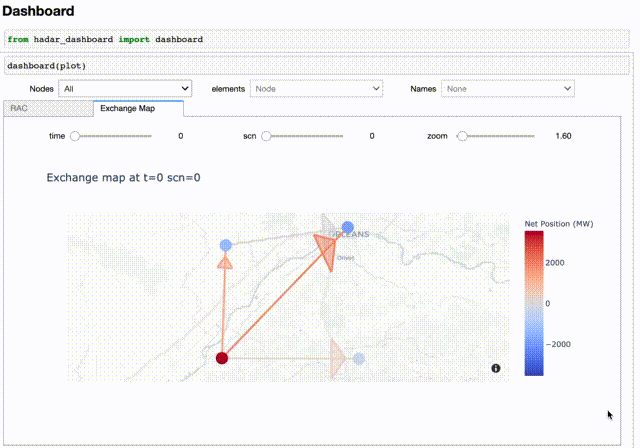 Dashboard
from hadar_dashboard import dashboard
dashboard(plot)
Nodes All elements Node Names None
RAC Exchange Map
time 0 scn 0 zoom 1.60
Exchange map at t=0 scn=0
Net Position (MW)
2000
0
−2000
Olivet